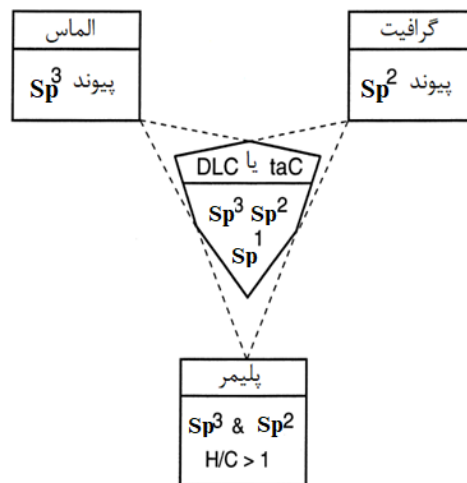 الماس
پیوند Sp³
گرافیت
پیوند Sp²
taC یا DLC
Sp³ Sp²
Sp¹
پلیمر
Sp³ & Sp²
H/C > 1